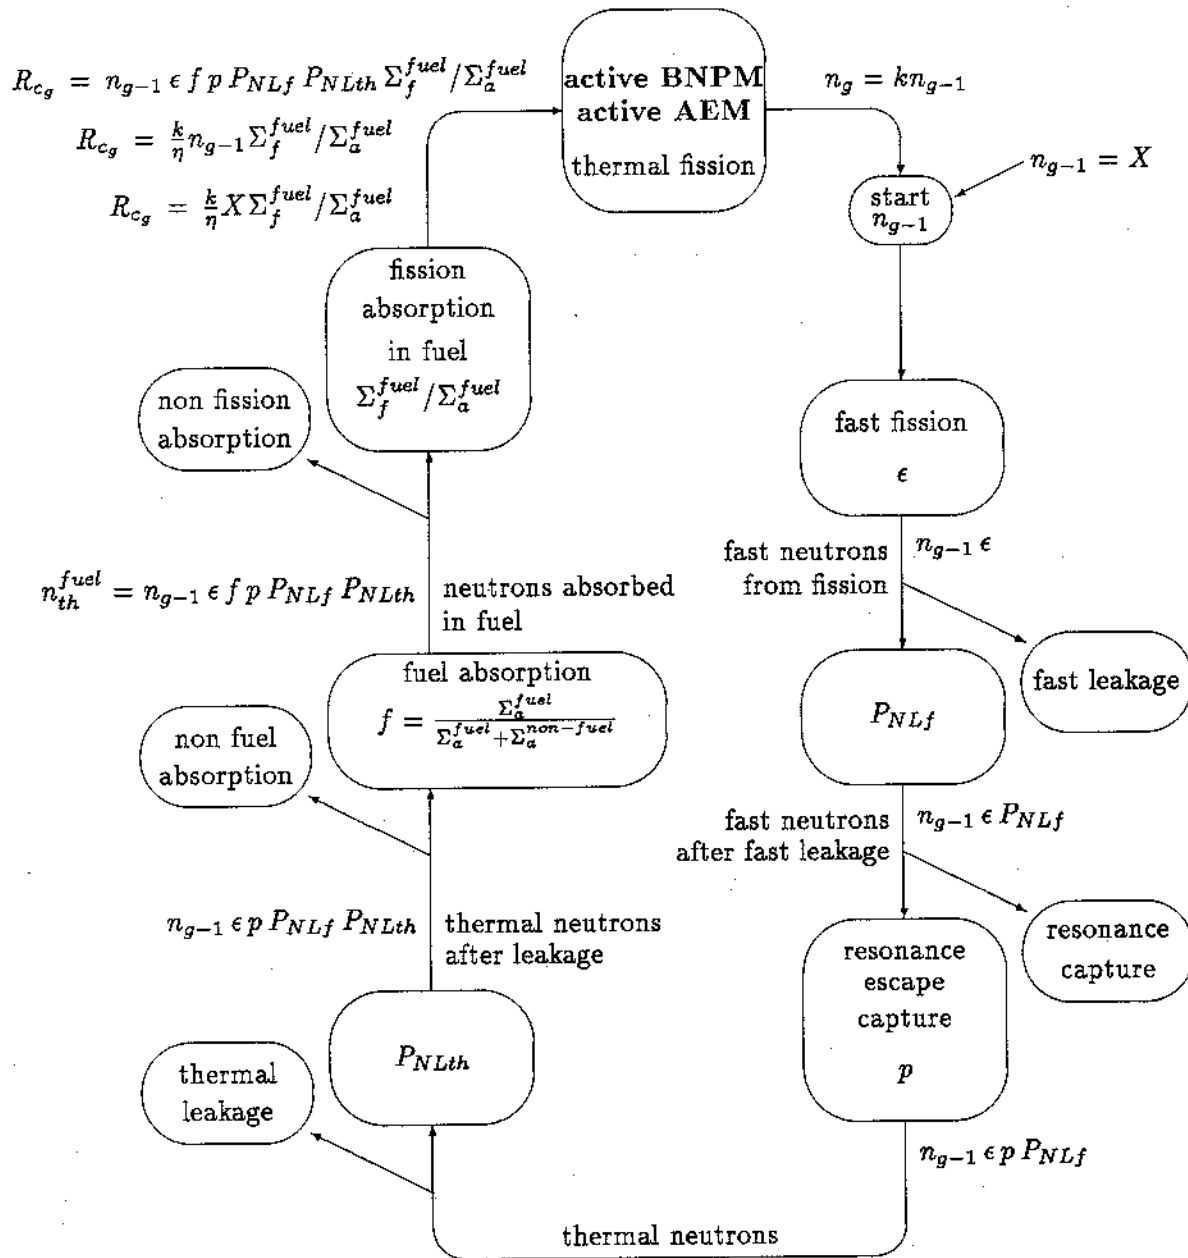 R_{c_g} = n_{g-1} ϵ f p P_{NLf} P_{NLth} Σ_f^{fuel}/Σ_a^{fuel}
R_{c_g} = \frac{k}{η} n_{g-1} Σ_f^{fuel}/Σ_a^{fuel}
R_{c_g} = \frac{k}{η} X Σ_f^{fuel}/Σ_a^{fuel}
active BNPM
active AEM
thermal fission
n_g = kn_{g-1}
n_{g-1} = X
start
n_{g-1}
fast fission
ϵ
n_{g-1} ϵ
fast neutrons
from fission
fast leakage
P_{NLf}
n_{g-1} ϵ P_{NLf}
fast neutrons
after fast leakage
resonance
capture
resonance
escape
capture
p
n_{g-1} ϵ p P_{NLf}
thermal neutrons
thermal
leakage
P_{NLth}
n_{g-1} ϵ p P_{NLf} P_{NLth}
thermal neutrons
after leakage
non fuel
absorption
fuel absorption
f = \frac{Σ_a^{fuel}}{Σ_a^{fuel}+Σ_a^{non-fuel}}
n_{th}^{fuel} = n_{g-1} ϵ f p P_{NLf} P_{NLth}
neutrons absorbed
in fuel
non fission
absorption
fission
absorption
in fuel
Σ_f^{fuel}/Σ_a^{fuel}